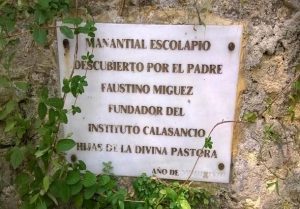 MANANTIAL ESCOLAPIO
DESCUBIERTO POR EL PADRE
FAUSTINO MIGUEZ
FUNDADOR DEL
INSTITUTO CALASANCIO
HIJAS DE LA DIVINA PASTORA
AÑO DE